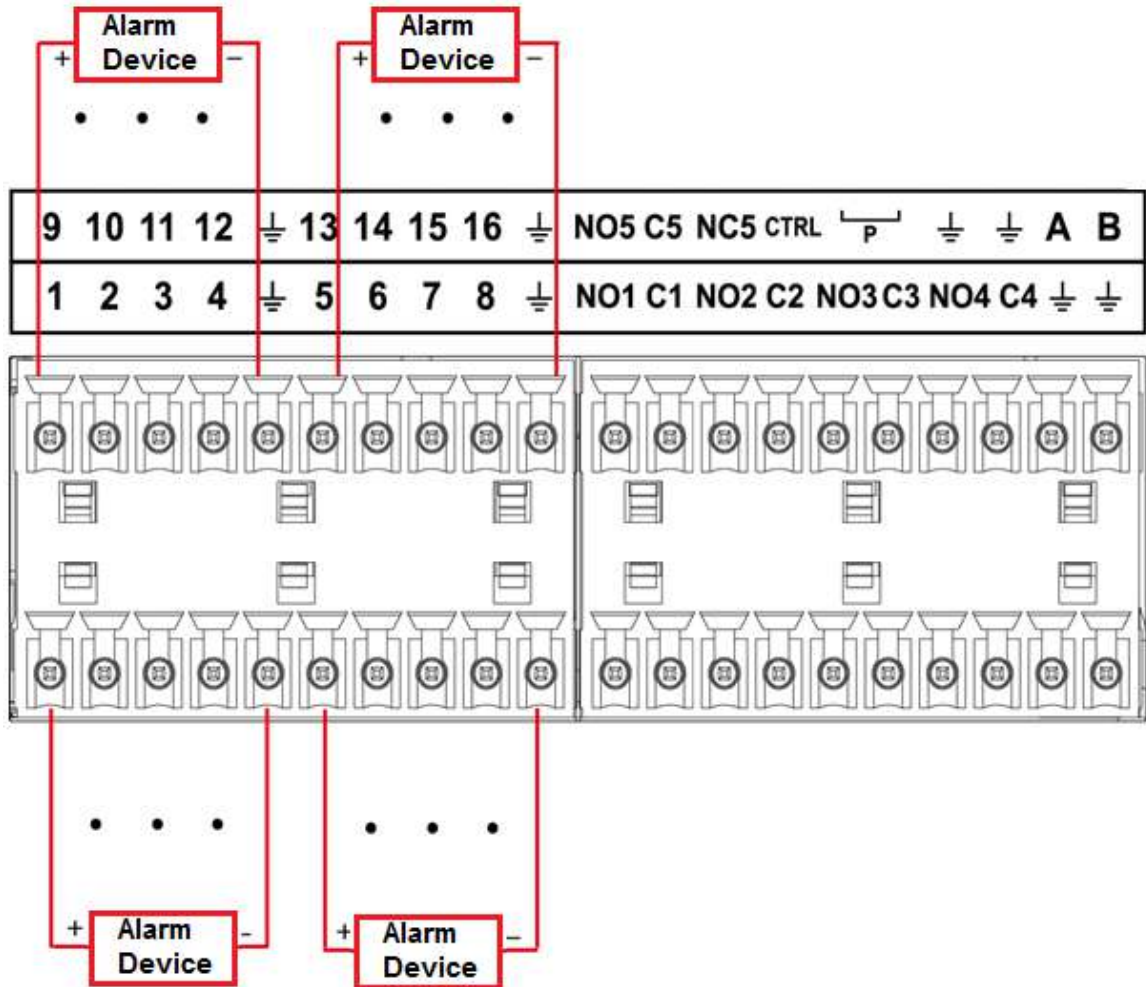 Alarm Device
+ −
Alarm Device
+ −
9 10 11 12 ⏚ 13 14 15 16 ⏚ NO5 C5 NC5 CTRL P ⏚ ⏚ A B
1 2 3 4 ⏚ 5 6 7 8 ⏚ NO1 C1 NO2 C2 NO3 C3 NO4 C4 ⏚ ⏚
+ -
Alarm Device
+ −
Alarm Device